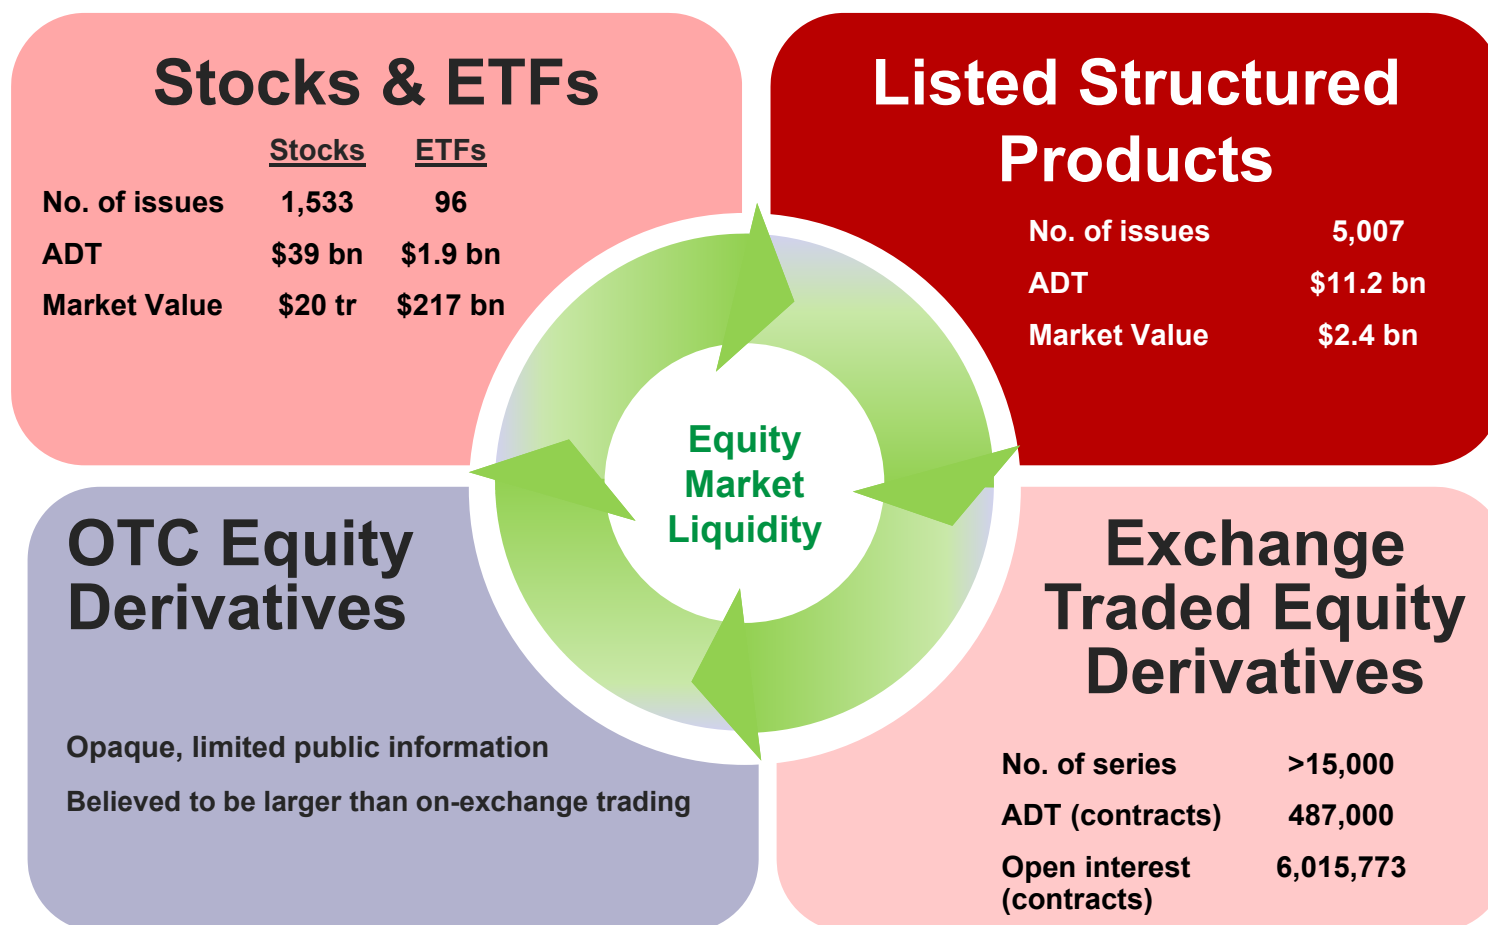 Stocks & ETFs
Stocks ETFs
No. of issues 1,533 96
ADT $39 bn $1.9 bn
Market Value $20 tr $217 bn
Listed Structured
Products
No. of issues 5,007
ADT $11.2 bn
Market Value $2.4 bn
Equity
Market
Liquidity
OTC Equity
Derivatives
Opaque, limited public information
Believed to be larger than on-exchange trading
Exchange
Traded Equity
Derivatives
No. of series >15,000
ADT (contracts) 487,000
Open interest 6,015,773
(contracts)